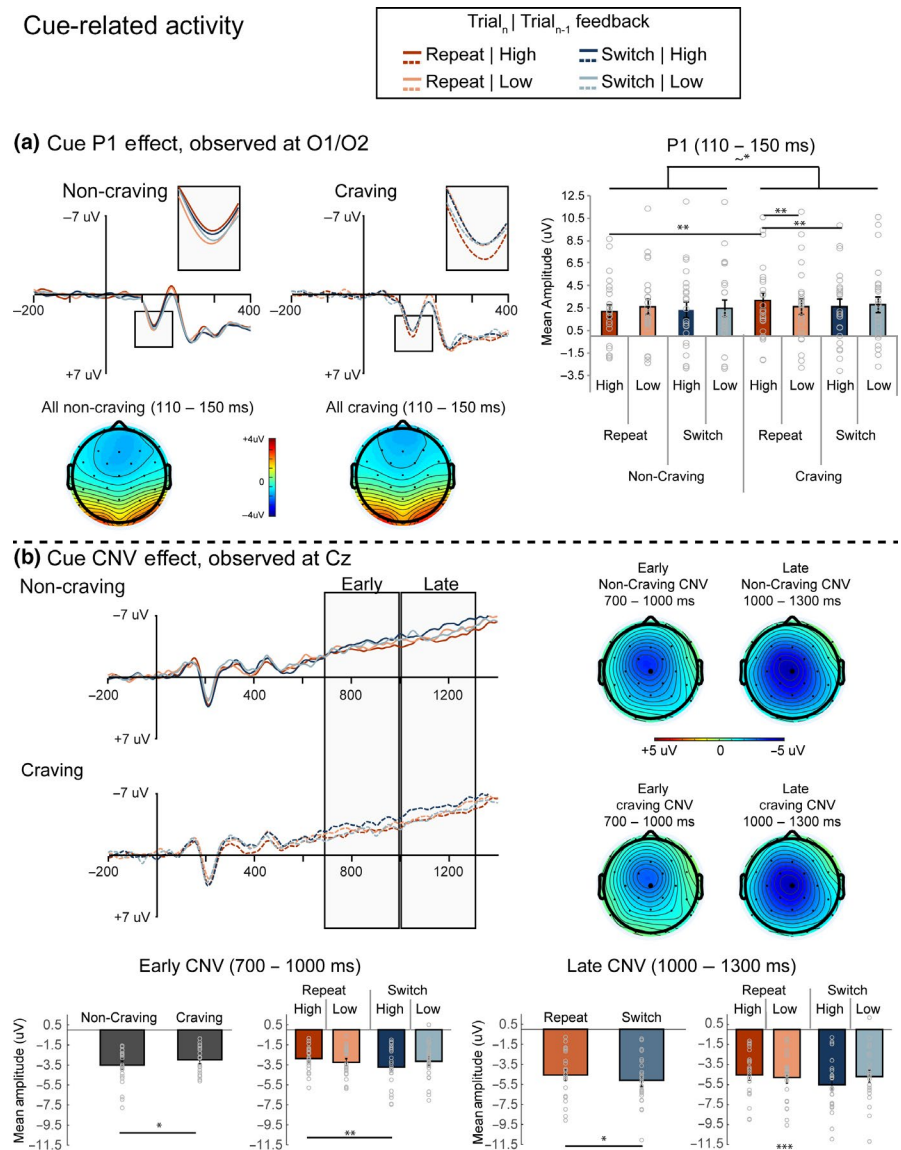 Cue-related activity
Trialn | Trialn-1 feedback
Repeat | High
Switch | High
Repeat | Low
Switch | Low
(a) Cue P1 effect, observed at O1/O2
P1 (110 – 150 ms)
~*
Non-craving
Craving
−7 uV
−7 uV
−200
400
−200
400
+7 uV
+7 uV
Mean Amplitude (uV)
12.5
10.5
8.5
6.5
4.5
2.5
0.5
−1.5
−3.5
**
**
**
High
Low
High
Low
High
Low
High
Low
Repeat
Switch
Repeat
Switch
Non-Craving
Craving
All non-craving (110 – 150 ms)
All craving (110 – 150 ms)
+4uV
0
−4uV
(b) Cue CNV effect, observed at Cz
Non-craving
Early
Late
−7 uV
−200
400
800
1200
+7 uV
Craving
−7 uV
−200
400
800
1200
+7 uV
Early
Non-Craving CNV
700 – 1000 ms
Late
Non-Craving CNV
1000 – 1300 ms
+5 uV
0
−5 uV
Early
craving CNV
700 – 1000 ms
Late
craving CNV
1000 – 1300 ms
Early CNV (700 – 1000 ms)
Late CNV (1000 – 1300 ms)
Mean amplitude (uV)
0.5
−1.5
−3.5
−5.5
−7.5
−9.5
−11.5
Non-Craving
Craving
*
Repeat
Switch
High
Low
High
Low
0.5
−1.5
−3.5
−5.5
−7.5
−9.5
−11.5
**
Mean amplitude (uV)
0.5
−1.5
−3.5
−5.5
−7.5
−9.5
−11.5
Repeat
Switch
*
Repeat
Switch
High
Low
High
Low
0.5
−1.5
−3.5
−5.5
−7.5
−9.5
−11.5
***